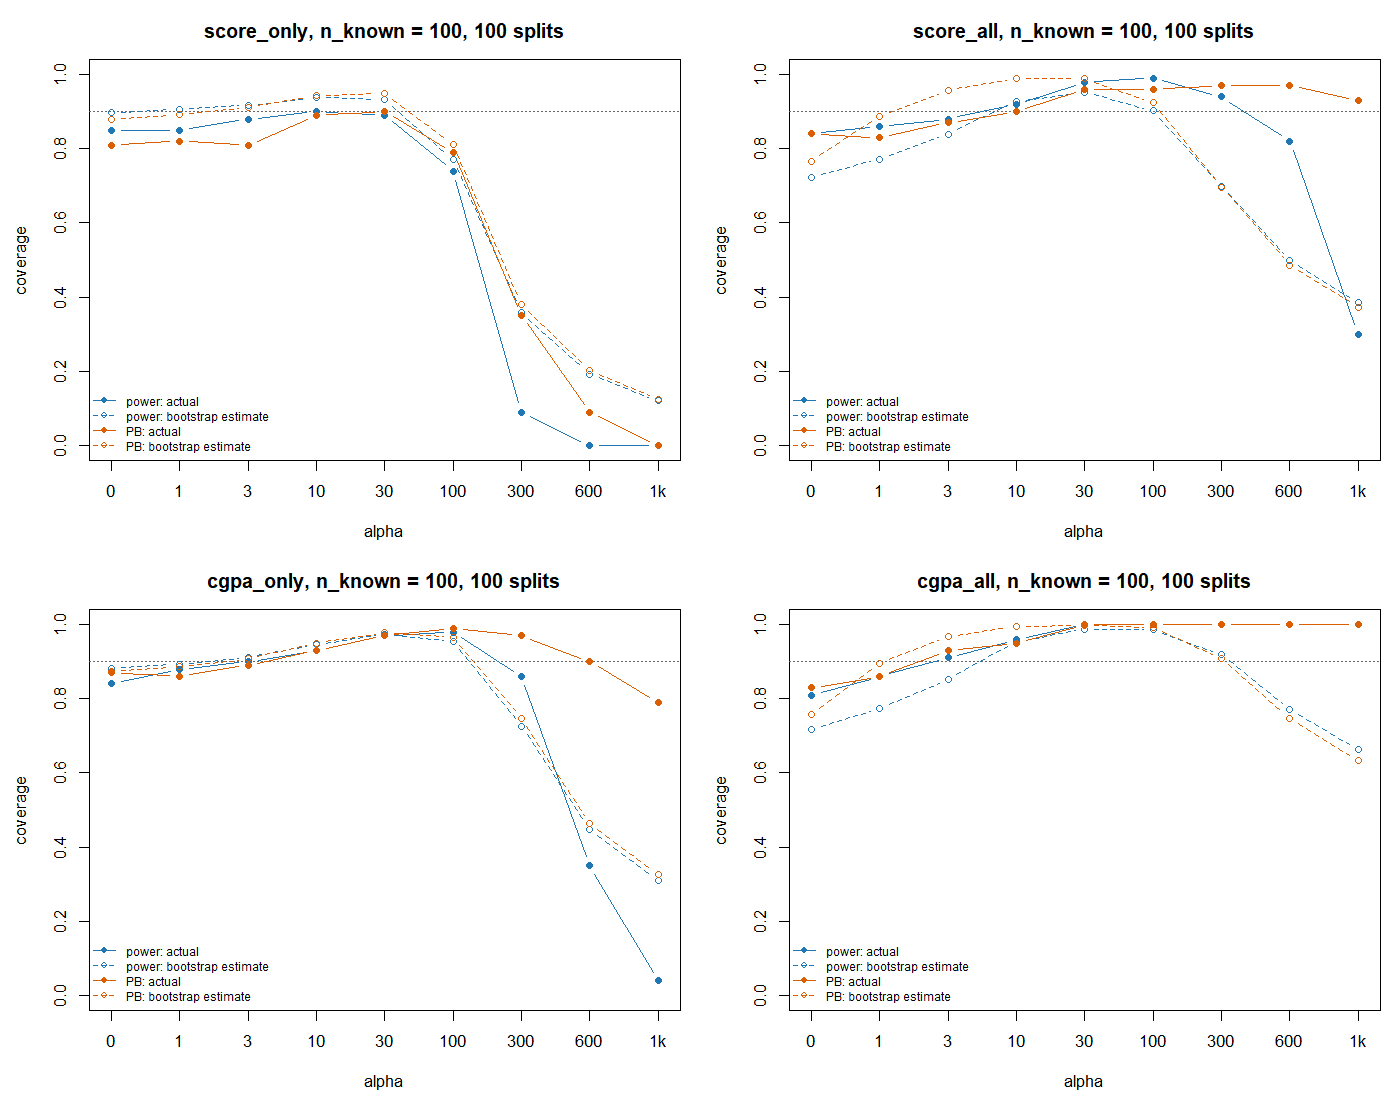 score_only, n_known = 100, 100 splits
coverage
0.0 0.2 0.4 0.6 0.8 1.0
power: actual
power: bootstrap estimate
PB: actual
PB: bootstrap estimate
0 1 3 10 30 100 300 600 1k
alpha
score_all, n_known = 100, 100 splits
coverage
0.0 0.2 0.4 0.6 0.8 1.0
power: actual
power: bootstrap estimate
PB: actual
PB: bootstrap estimate
0 1 3 10 30 100 300 600 1k
alpha
cgpa_only, n_known = 100, 100 splits
coverage
0.0 0.2 0.4 0.6 0.8 1.0
power: actual
power: bootstrap estimate
PB: actual
PB: bootstrap estimate
0 1 3 10 30 100 300 600 1k
alpha
cgpa_all, n_known = 100, 100 splits
coverage
0.0 0.2 0.4 0.6 0.8 1.0
power: actual
power: bootstrap estimate
PB: actual
PB: bootstrap estimate
0 1 3 10 30 100 300 600 1k
alpha